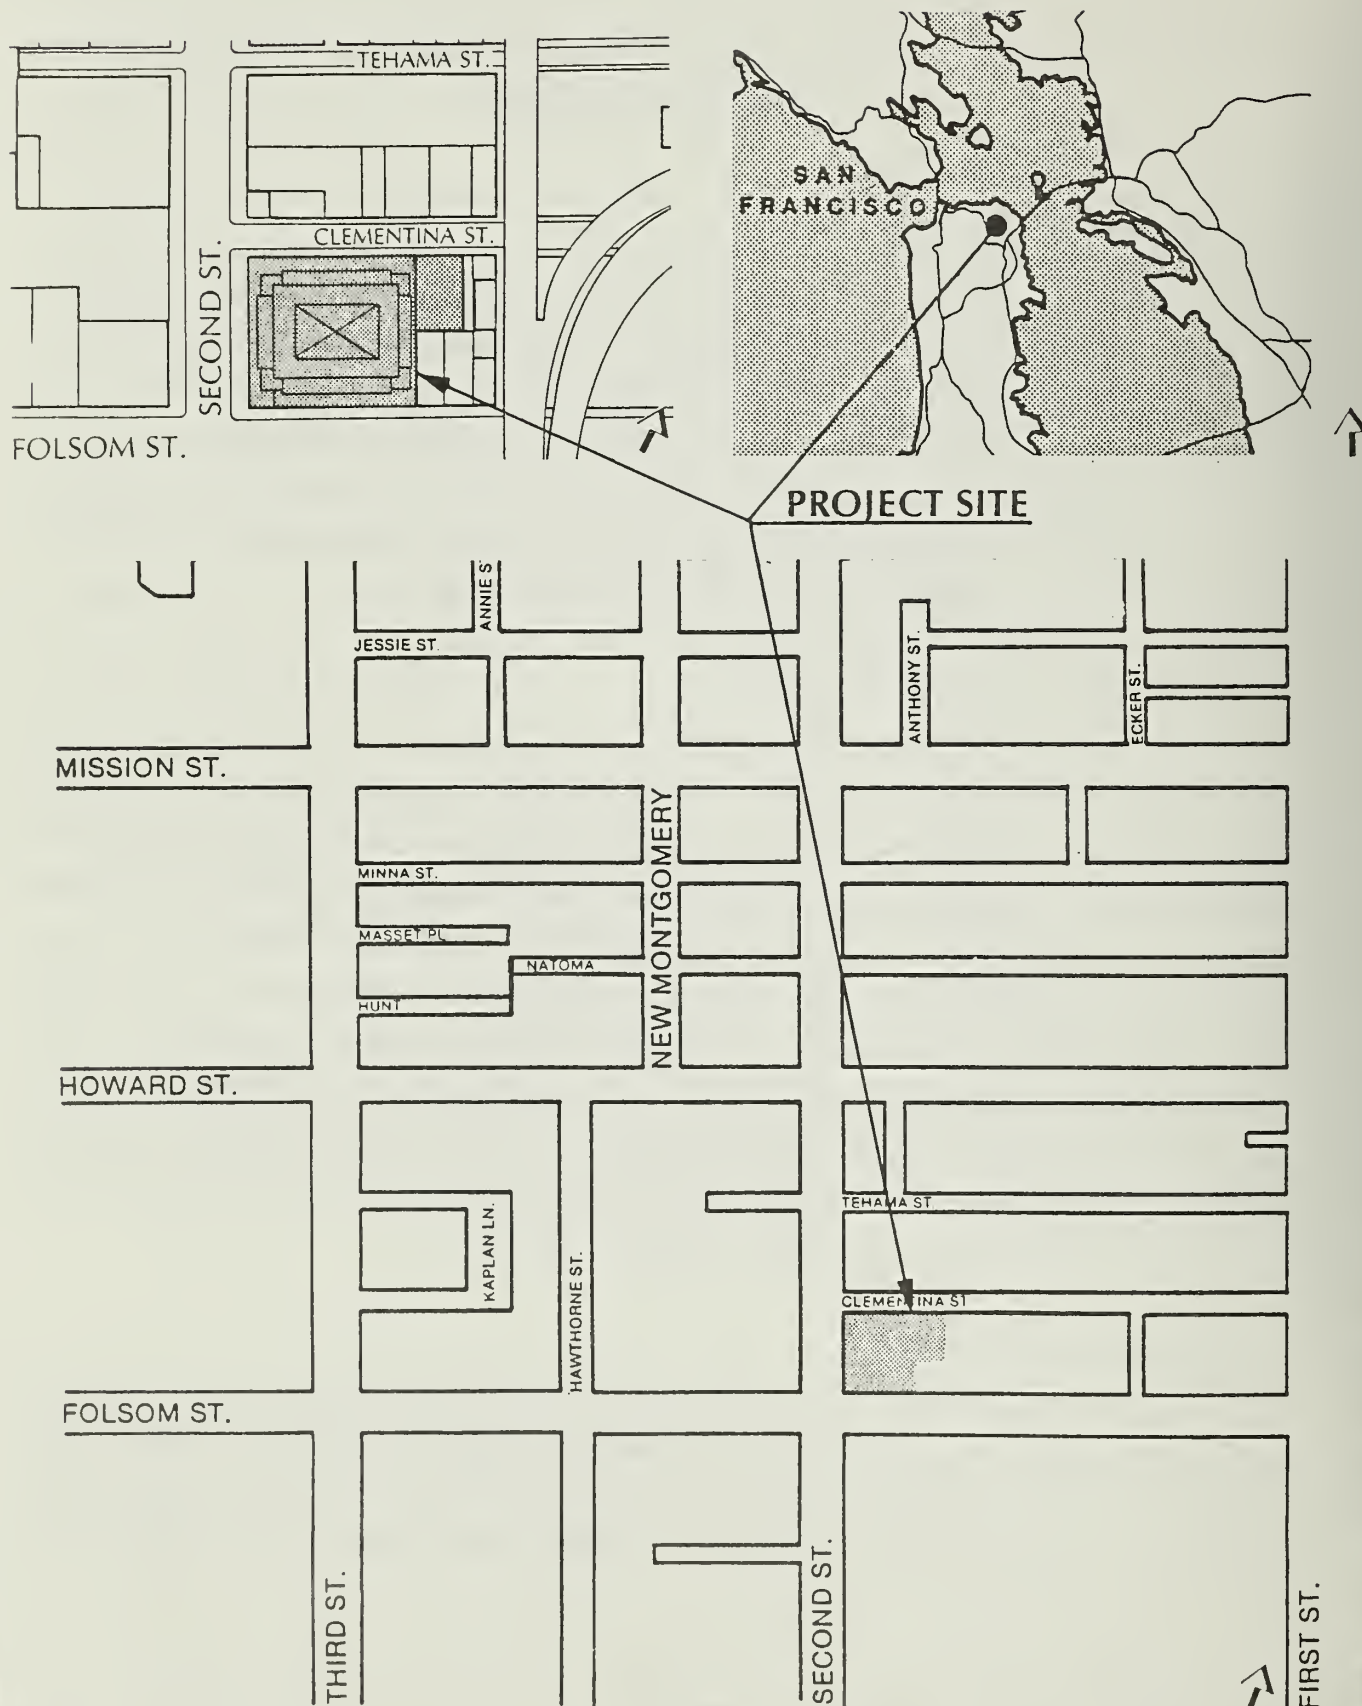 TEHAMA ST.
CLEMENTINA ST.
SECOND ST.
FOLSOM ST.
SAN
FRANCISCO
PROJECT SITE
ANNIE S
JESSIE ST.
ANTHONY ST.
ECKER ST.
MISSION ST.
NEW MONTGOMERY
MINNA ST.
MASSET PL
NATOMA
HUNT
HOWARD ST.
KAPLAN LN.
HAWTHORNE ST.
TEHAMA ST.
CLEMENTINA ST
FOLSOM ST.
THIRD ST.
SECOND ST.
FIRST ST.